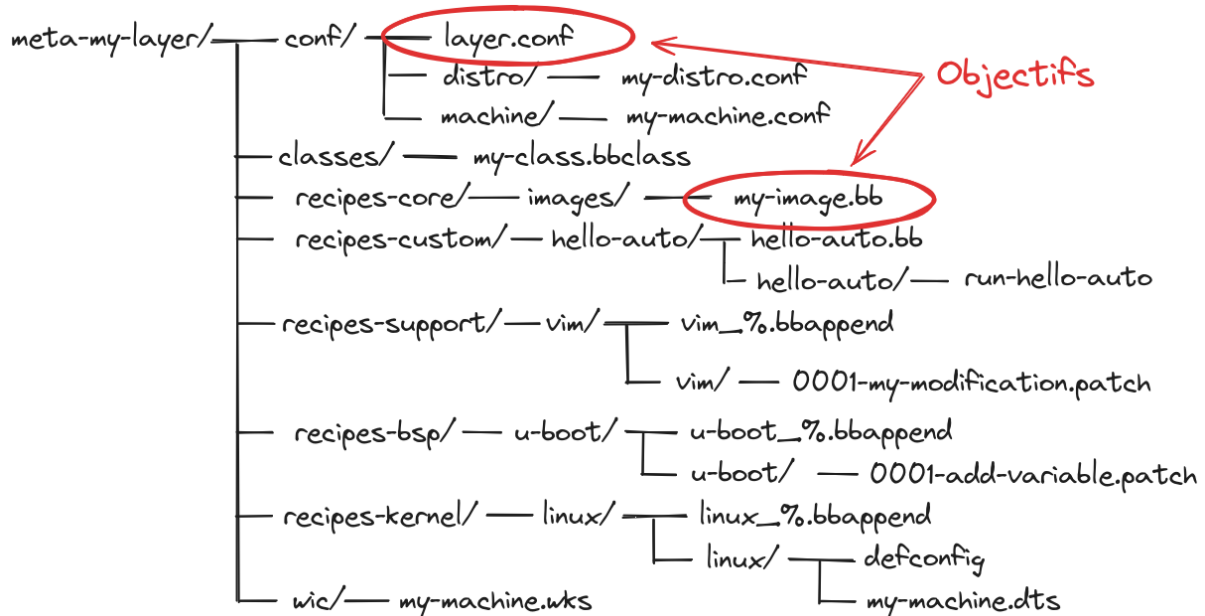 meta-my-layer/ conf/ layer.conf
distro/ my-distro.conf
Objectifs
machine/ my-machine.conf
classes/ my-class.bbclass
recipes-core/ images/ my-image.bb
recipes-custom/ hello-auto/ hello-auto.bb
hello-auto/ run-hello-auto
recipes-support/ vim/ vim_%.bbappend
vim/ 0001-my-modification.patch
recipes-bsp/ u-boot/ u-boot_%.bbappend
u-boot/ 0001-add-variable.patch
recipes-kernel/ linux/ linux_%.bbappend
linux/ defconfig
wic/ my-machine.wks my-machine.dts